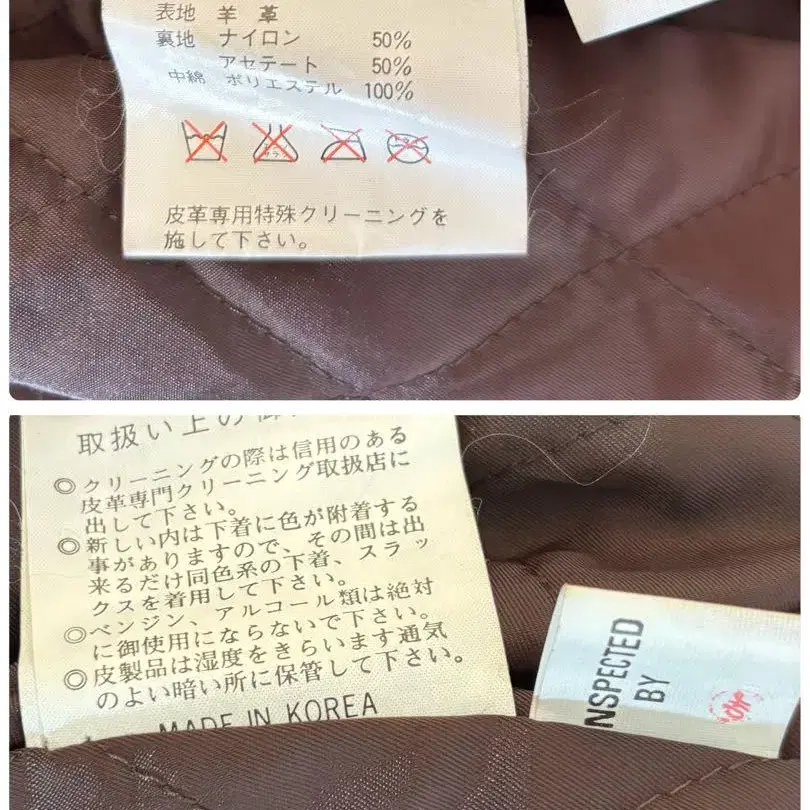 表地 羊革
裏地 ナイロン 50%
アセテート 50%
中綿 ポリエステル 100%
皮革専用特殊クリーニングを
施して下さい。
取扱い上の御
◎クリーニングの際は信用のある
皮革専門クリーニング取扱店に
出して下さい。
◎新しい内は下着に色が附着する
事がありますので、その間は出
来るだけ同色系の下着、スラッ
クスを着用して下さい。
◎ベンジン、アルコール類は絶対
に御使用にならないで下さい。
◎皮製品は湿度をきらいます通気
のよい暗い所に保管して下さい。
MADE IN KOREA
NSPECTED
BY